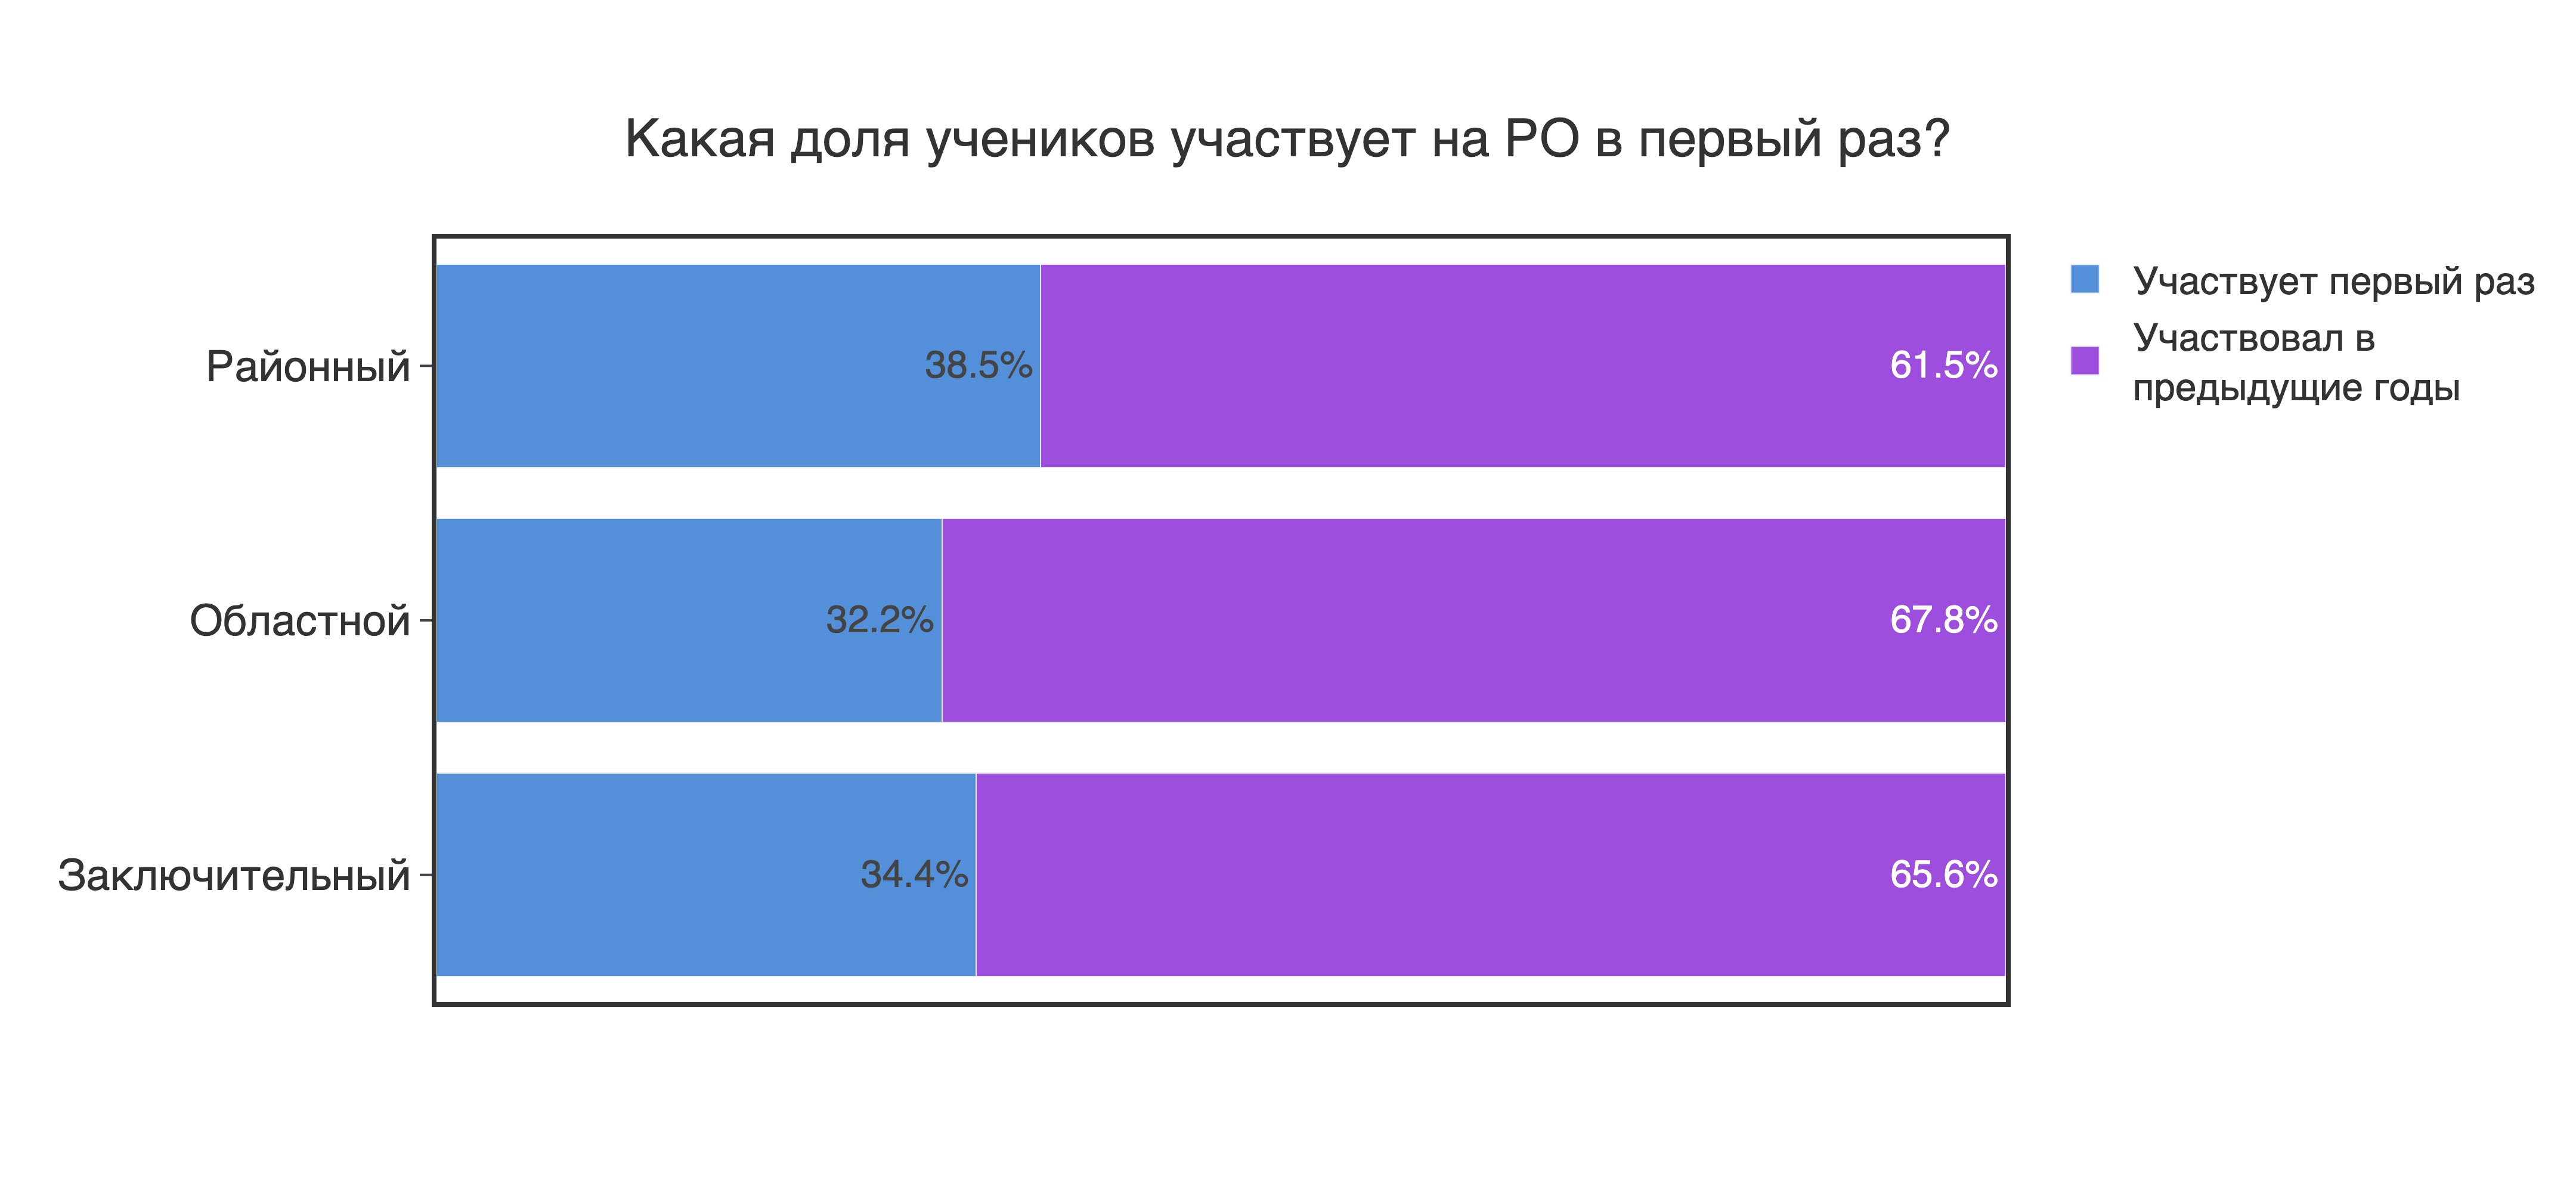 Какая доля учеников участвует на РО в первый раз?
Участвует первый раз
Участвовал в
предыдущие годы
Районный
38.5%
61.5%
Областной
32.2%
67.8%
Заключительный
34.4%
65.6%